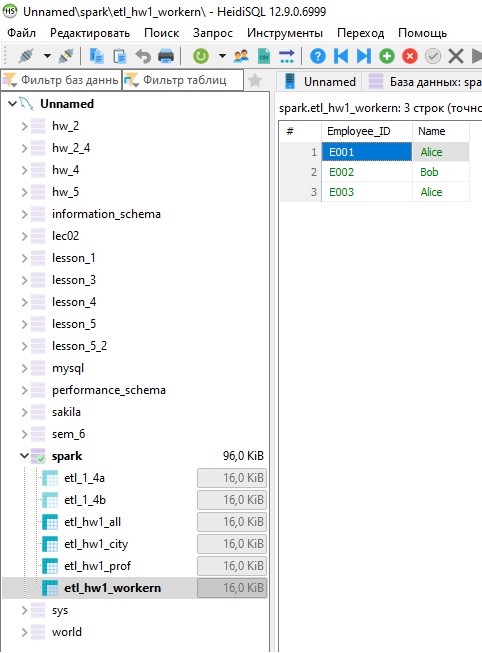 Unnamed\spark\etl_hw1_workern\ - HeidiSQL 12.9.0.6999
Файл Редактировать Поиск Запрос Инструменты Переход Помощь
Фильтр баз даннь Фильтр таблиц Unnamed База данных: spa
spark.etl_hw1_workern: 3 строк (точно
# Employee_ID Name
1 E001 Alice
2 E002 Bob
3 E003 Alice
Unnamed
hw_2
hw_2_4
hw_4
hw_5
information_schema
lec02
lesson_1
lesson_3
lesson_4
lesson_5
lesson_5_2
mysql
performance_schema
sakila
sem_6
spark 96,0 KiB
etl_1_4a 16,0 KiB
etl_1_4b 16,0 KiB
etl_hw1_all 16,0 KiB
etl_hw1_city 16,0 KiB
etl_hw1_prof 16,0 KiB
etl_hw1_workern 16,0 KiB
sys
world